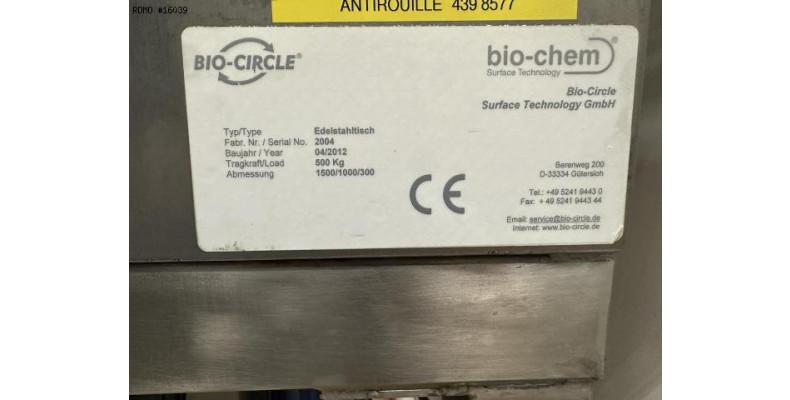 RDMO #16039
ANTIROUILLE 439 8577
BIO-CIRCLE®
bio-chem®
Surface Technology
Bio-Circle
Surface Technology GmbH
Typ/Type Edelstahltisch
Fabr. Nr. / Serial No. 2004
Baujahr / Year 04/2012
Tragkraft/Load 500 Kg
Abmessung 1500/1000/300
CE
Berenweg 200
D-33334 Gütersloh
Tel.: +49 5241 9443 0
Fax: + 49 5241 9443 44
Email: service@bio-circle.de
Internet: www.bio-circle.de